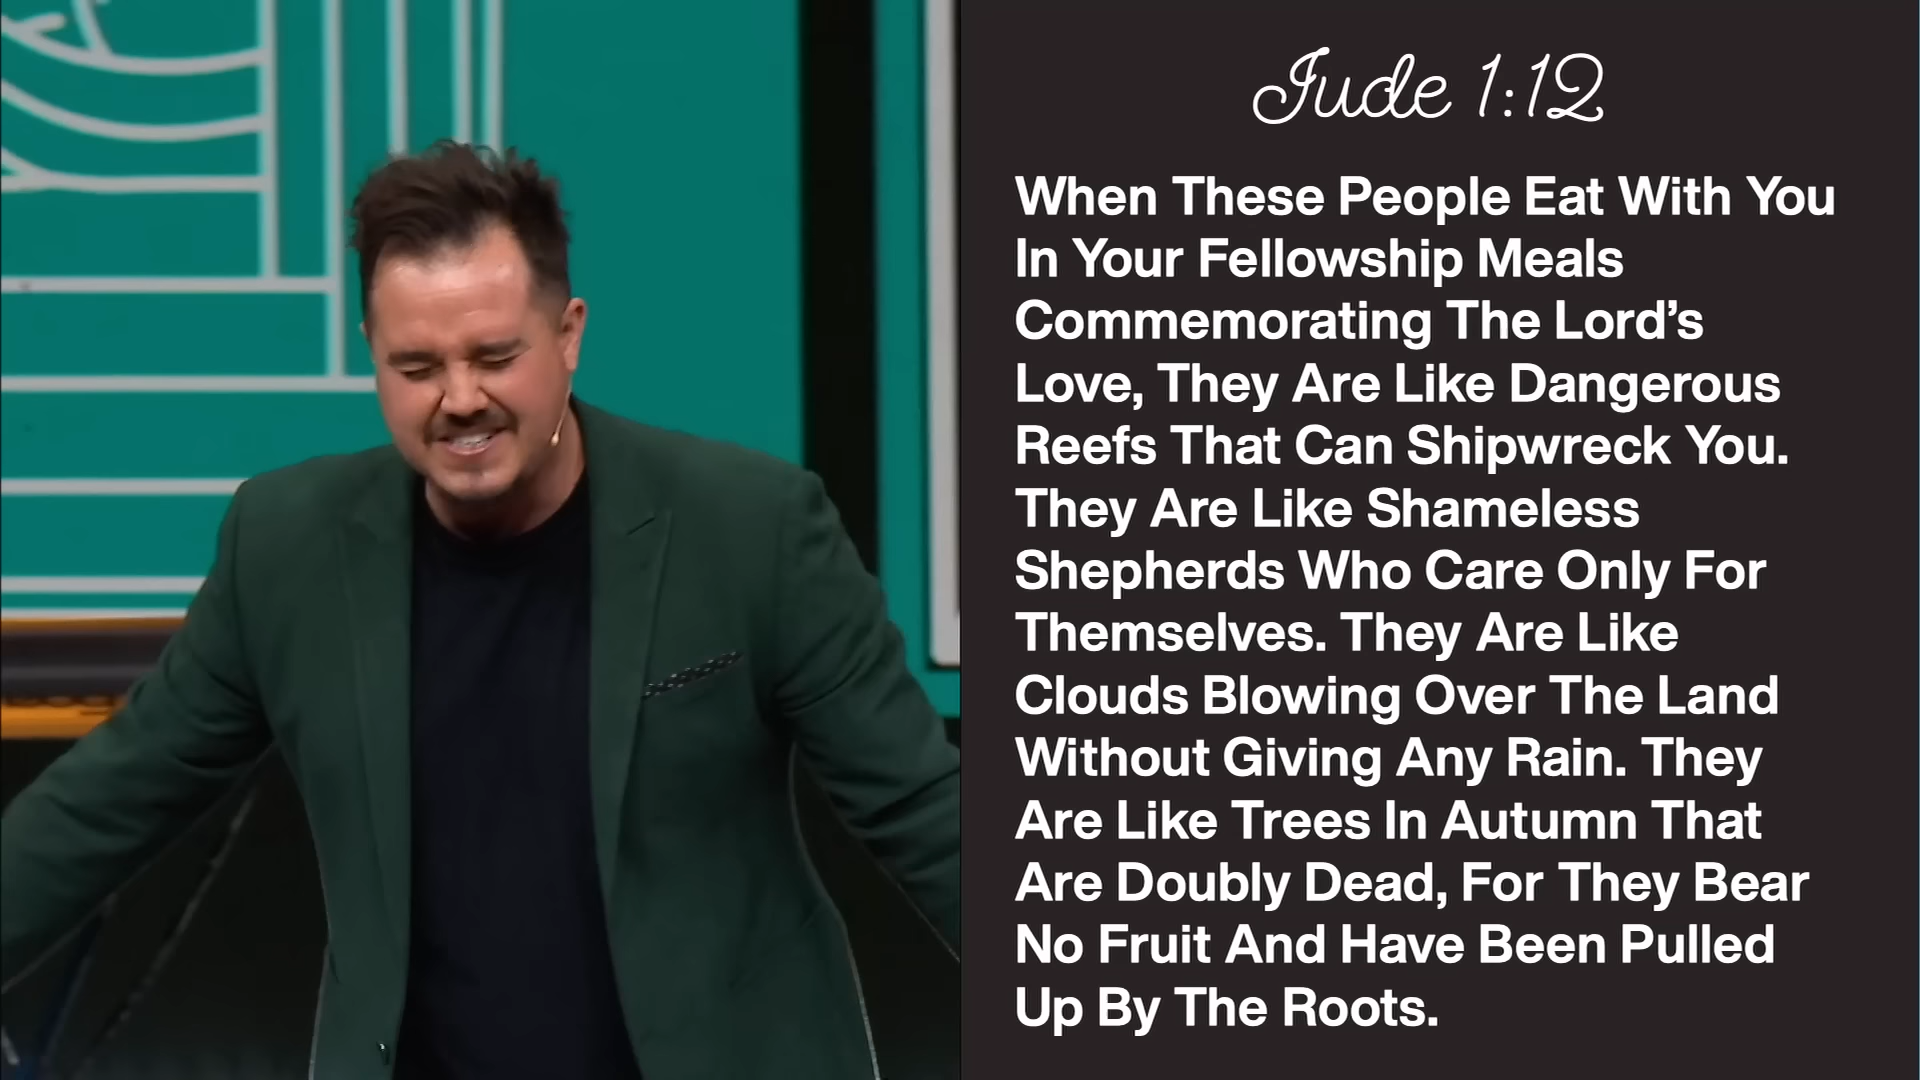 Jude 1:12
When These People Eat With You
In Your Fellowship Meals
Commemorating The Lord’s
Love, They Are Like Dangerous
Reefs That Can Shipwreck You.
They Are Like Shameless
Shepherds Who Care Only For
Themselves. They Are Like
Clouds Blowing Over The Land
Without Giving Any Rain. They
Are Like Trees In Autumn That
Are Doubly Dead, For They Bear
No Fruit And Have Been Pulled
Up By The Roots.